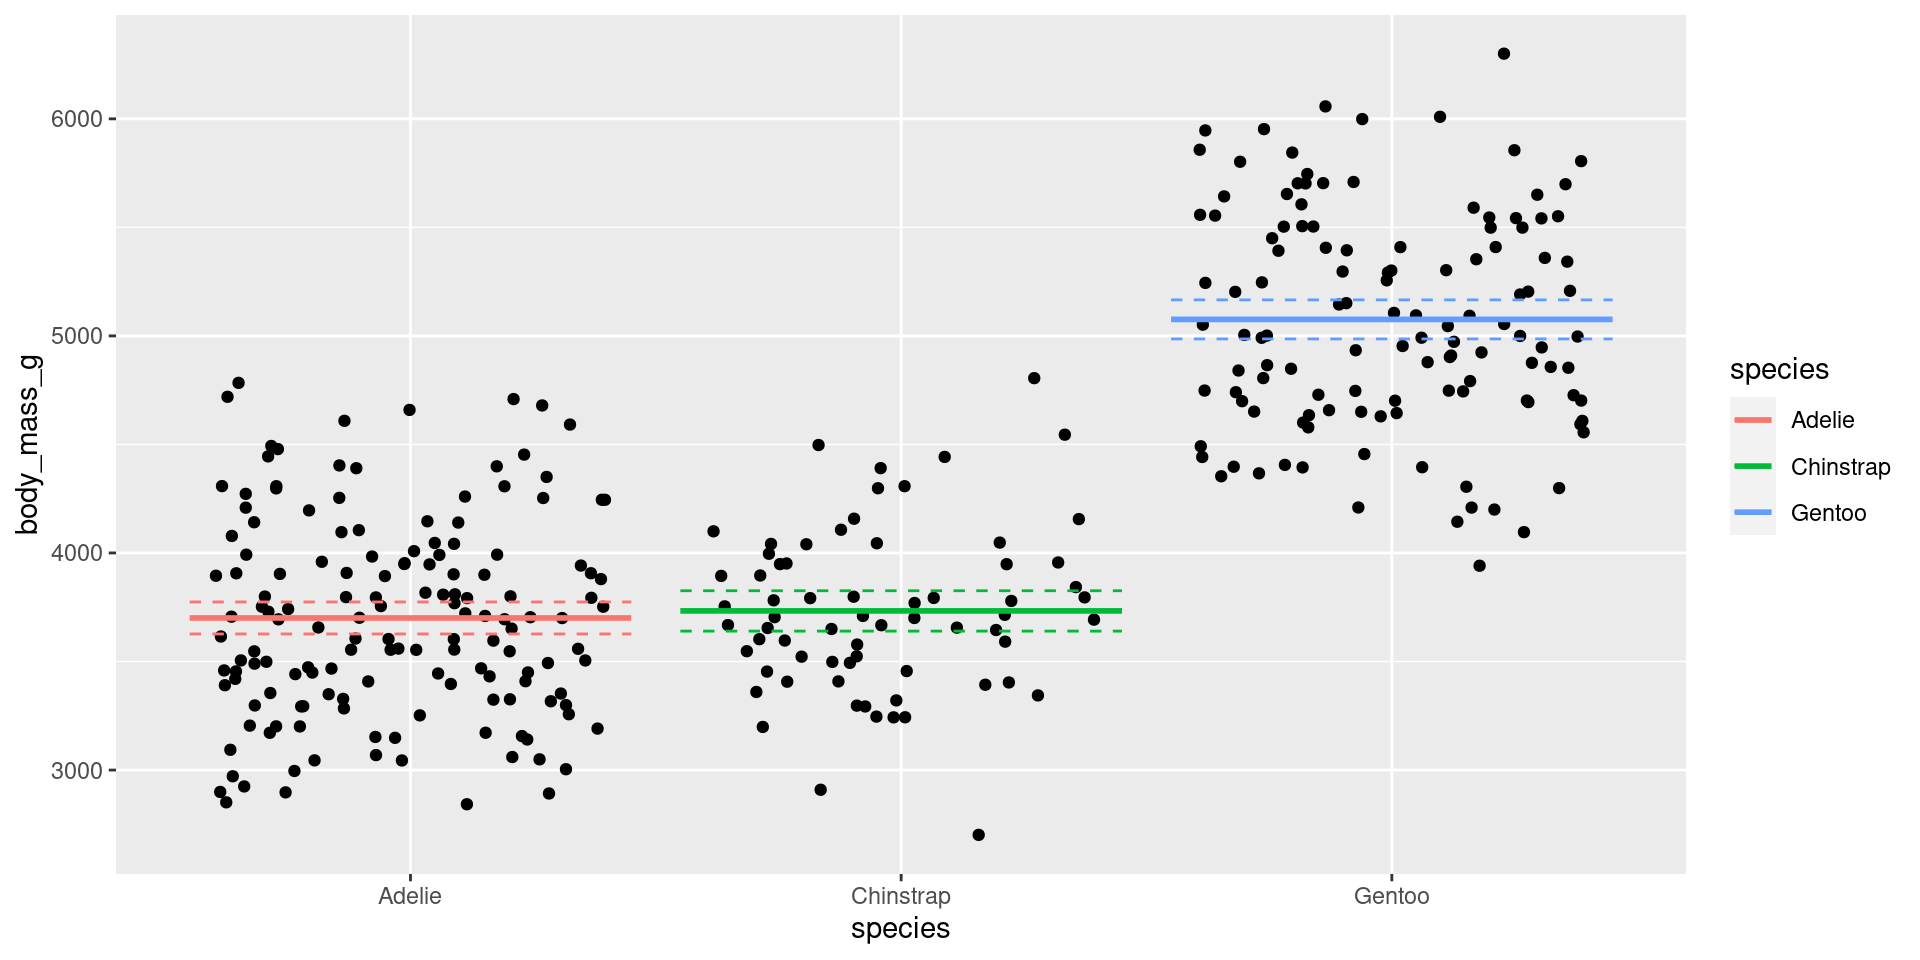 body_mass_g
6000
5000
4000
3000
Adelie
Chinstrap
Gentoo
species
species
Adelie
Chinstrap
Gentoo